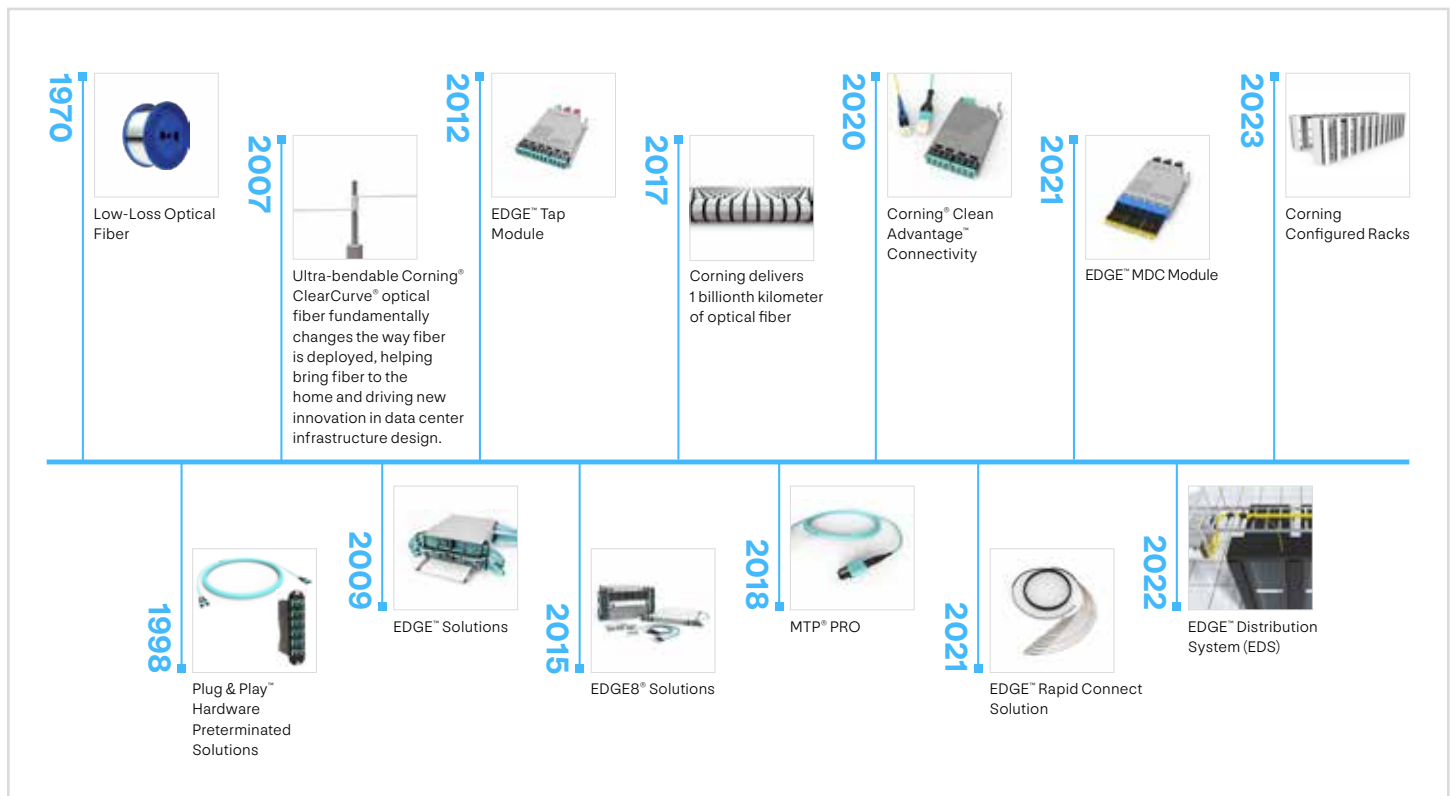 1970
Low-Loss Optical
Fiber
1998
Plug & Play™
Hardware
Preterminated
Solutions
2007
Ultra-bendable Corning®
ClearCurve® optical
fiber fundamentally
changes the way fiber
is deployed, helping
bring fiber to the
home and driving new
innovation in data center
infrastructure design.
2009
EDGE™ Solutions
2012
EDGE™ Tap
Module
2015
EDGE8® Solutions
2017
Corning delivers
1 billionth kilometer
of optical fiber
2018
MTP® PRO
2020
Corning® Clean
Advantage™
Connectivity
2021
EDGE™ Rapid Connect
Solution
2021
EDGE™ MDC Module
2022
EDGE™ Distribution
System (EDS)
2023
Corning
Configured Racks